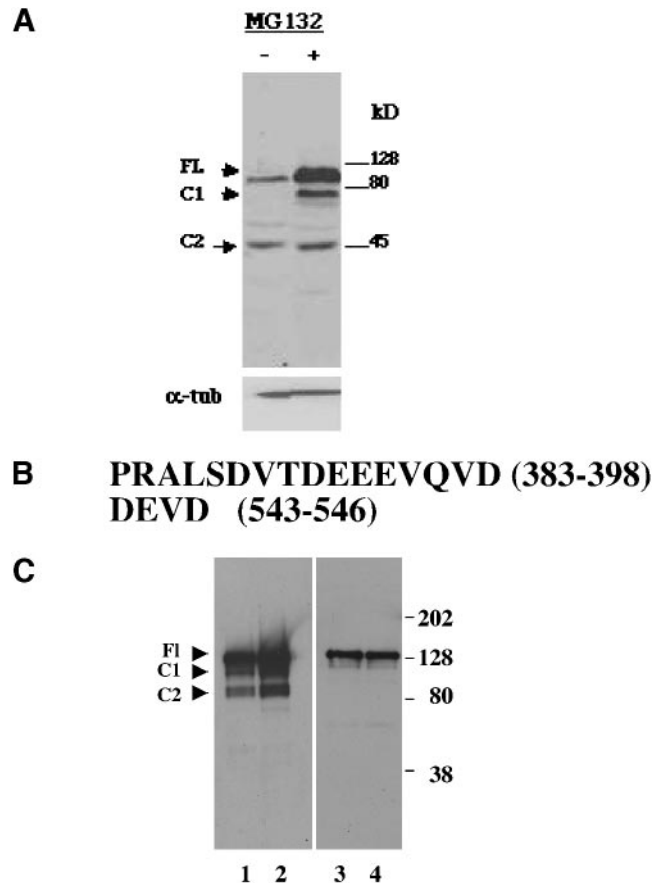 A
MG132
- +
kD
FL 128
C1 80
C2 45
α-tub
B PRALSDVTDEEEVQVD (383-398)
DEVD (543-546)
C
202
Fl 128
C1
C2 80
38
1 2 3 4